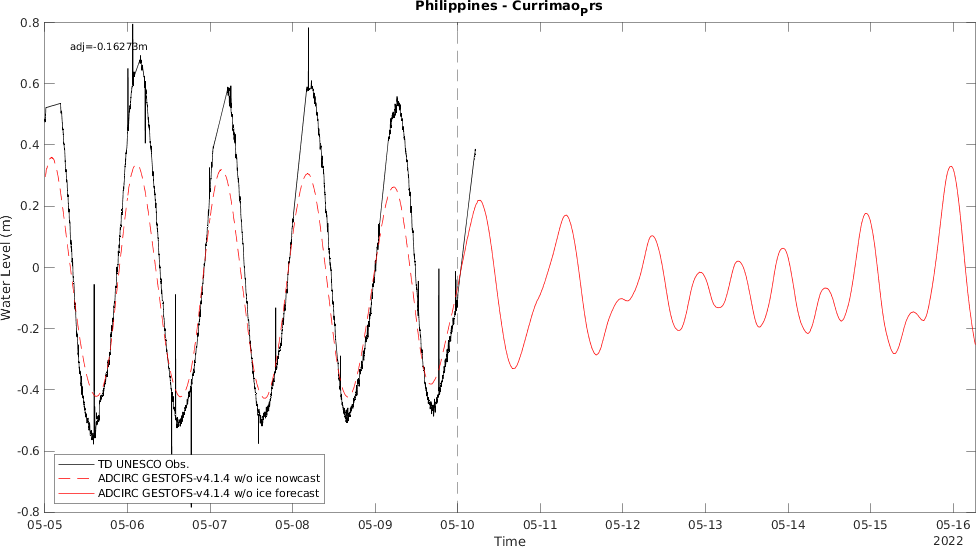 Philippines - Currimaoprs
adj=-0.16273m
Water Level (m)
0.8
0.6
0.4
0.2
0
-0.2
-0.4
-0.6
-0.8
TD UNESCO Obs.
ADCIRC GESTOFS-v4.1.4 w/o ice nowcast
ADCIRC GESTOFS-v4.1.4 w/o ice forecast
05-05 05-06 05-07 05-08 05-09 05-10 05-11 05-12 05-13 05-14 05-15 05-16
Time
2022